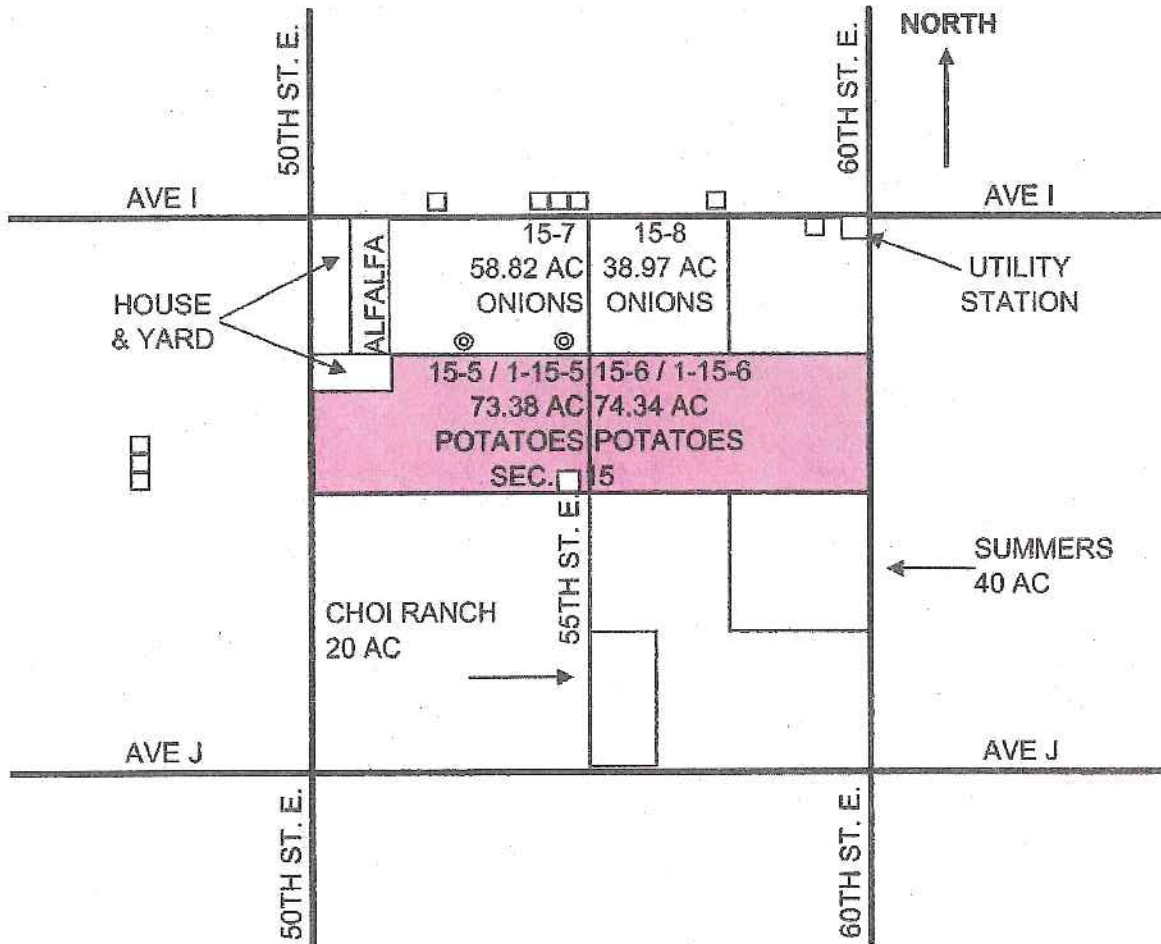 50TH ST. E.
60TH ST. E.
NORTH
AVE I
AVE I
HOUSE
& YARD
ALFALFA
15-7
58.82 AC
ONIONS
15-8
38.97 AC
ONIONS
UTILITY
STATION
15-5 / 1-15-5
73.38 AC
POTATOES
15-6 / 1-15-6
74.34 AC
POTATOES
SEC. 15
55TH ST. E.
SUMMERS
40 AC
CHOI RANCH
20 AC
AVE J
AVE J
50TH ST. E.
60TH ST. E.